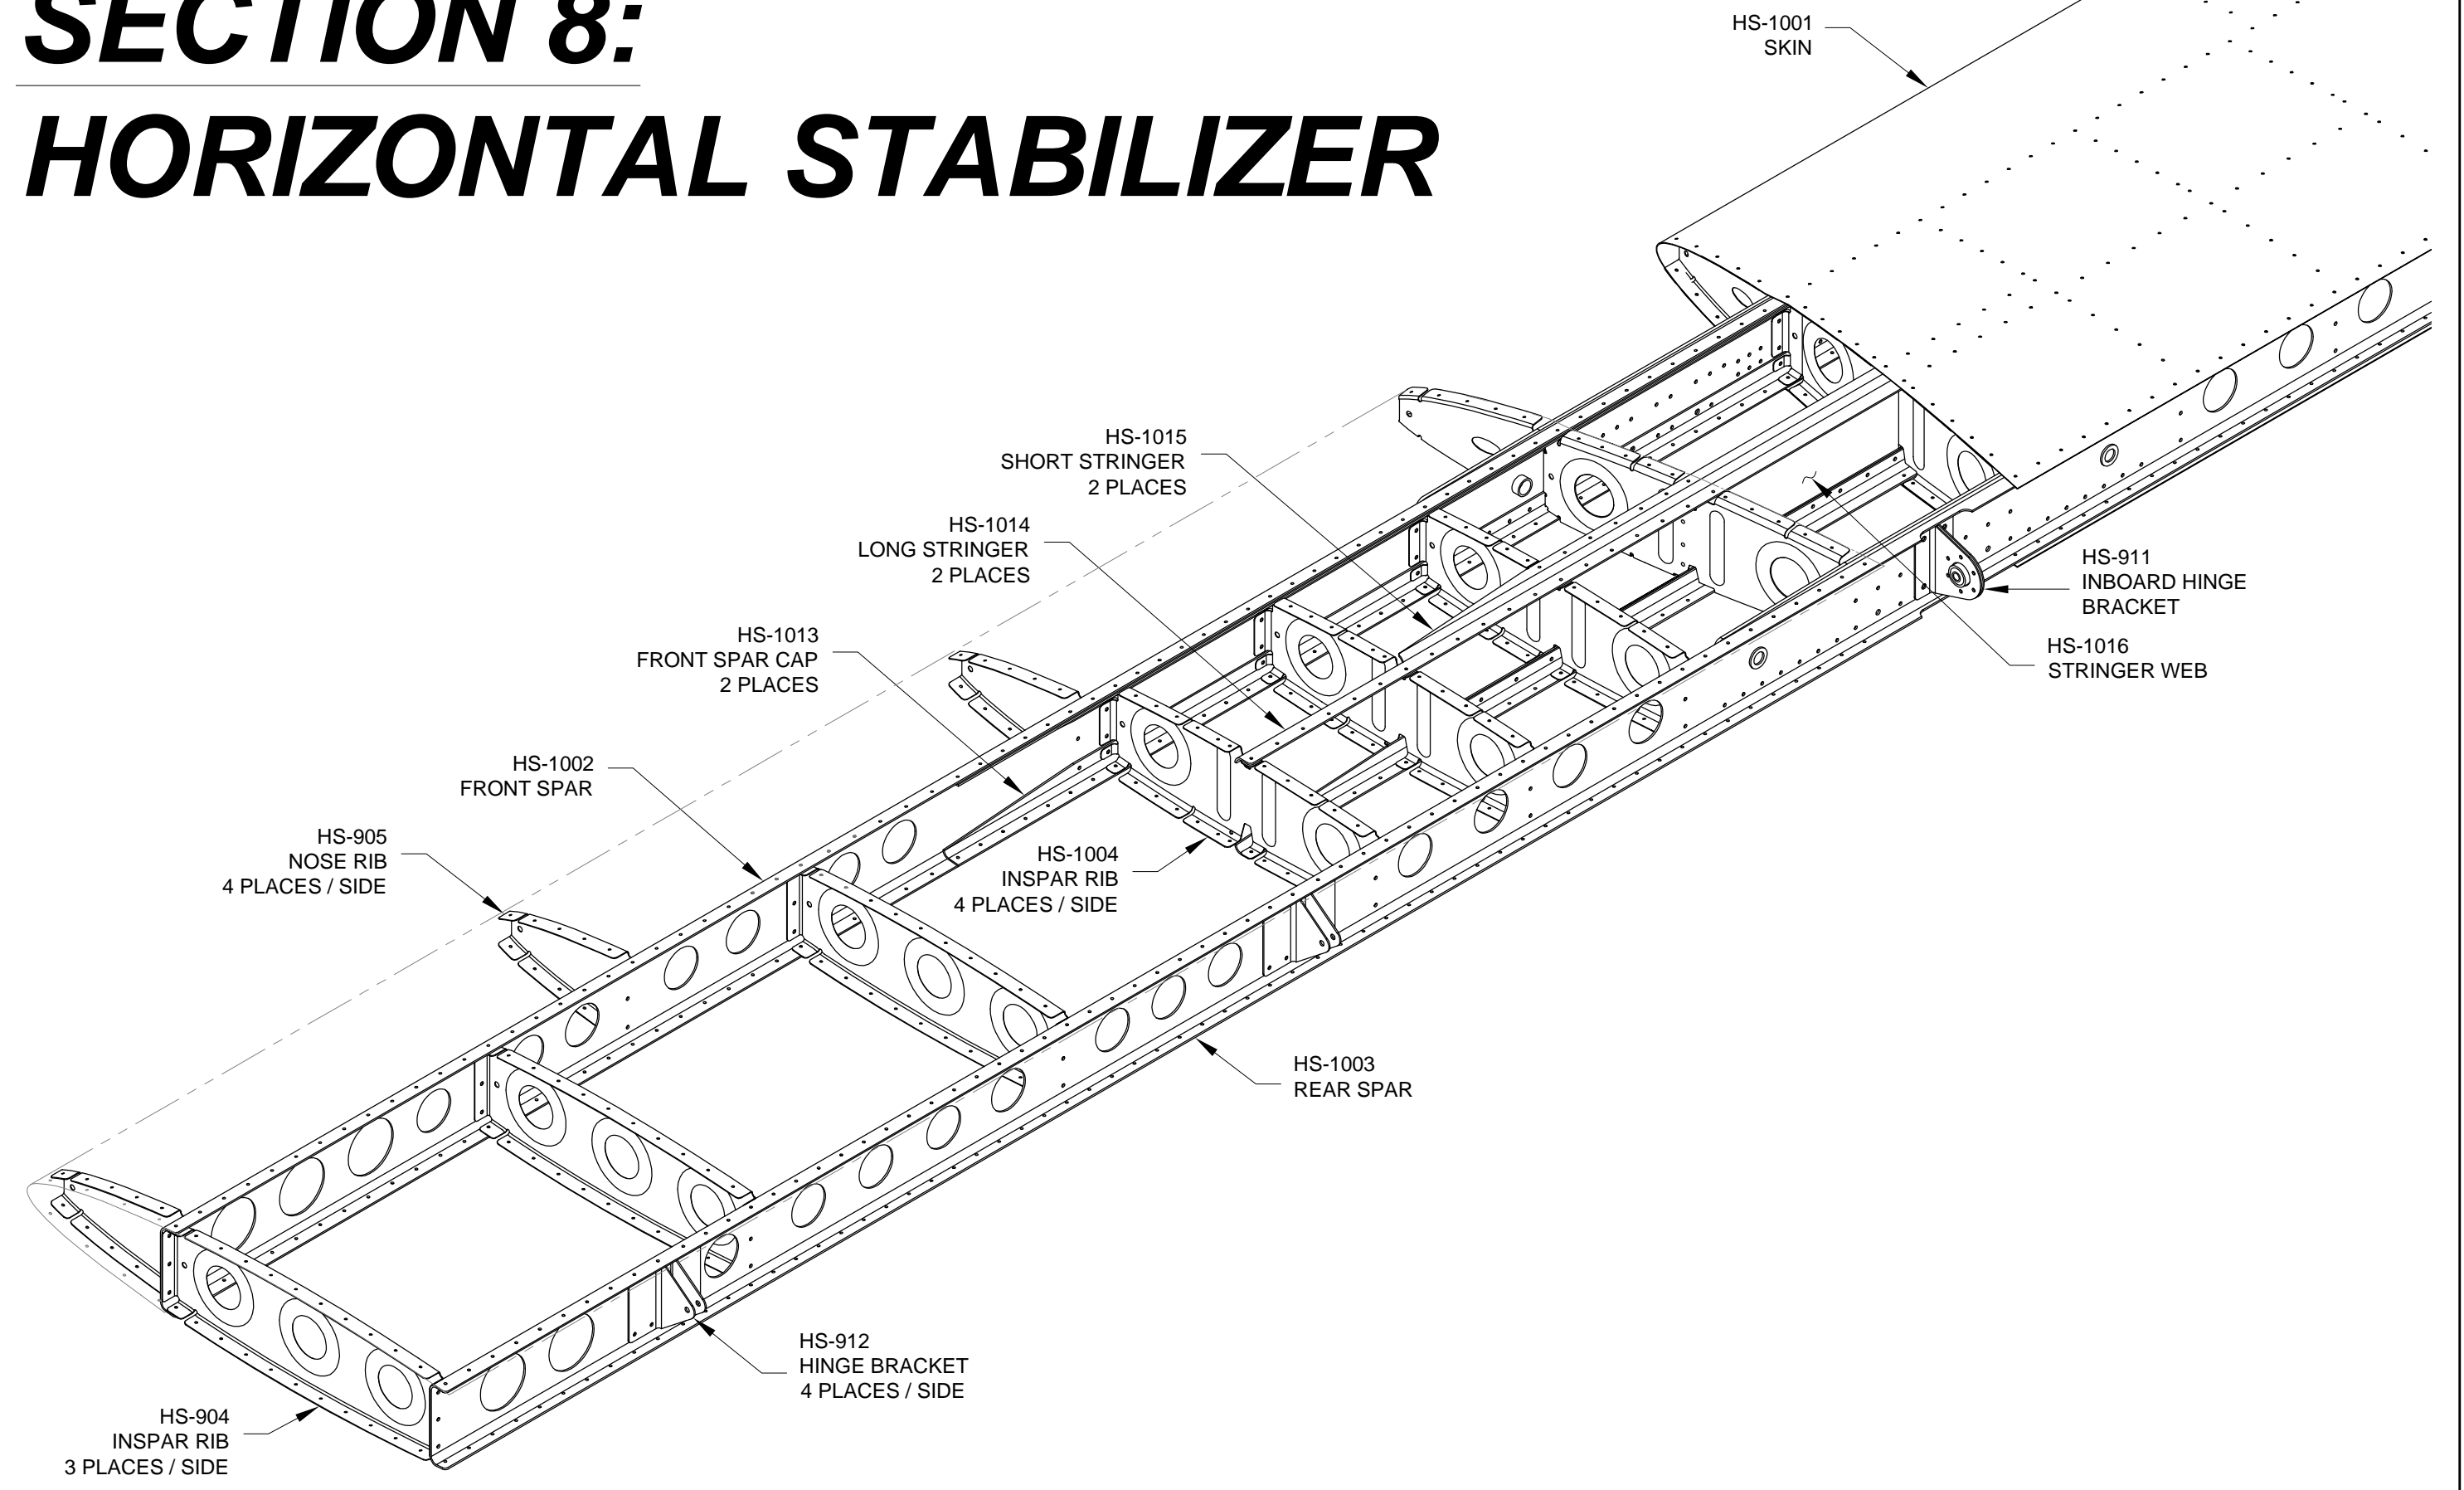 SECTION 8:
HORIZONTAL STABILIZER
HS-1001
SKIN
HS-1015
SHORT STRINGER
2 PLACES
HS-1014
LONG STRINGER
2 PLACES
HS-1013
FRONT SPAR CAP
2 PLACES
HS-1002
FRONT SPAR
HS-905
NOSE RIB
4 PLACES / SIDE
HS-1004
INSPAR RIB
4 PLACES / SIDE
HS-911
INBOARD HINGE
BRACKET
HS-1016
STRINGER WEB
HS-1003
REAR SPAR
HS-912
HINGE BRACKET
4 PLACES / SIDE
HS-904
INSPAR RIB
3 PLACES / SIDE